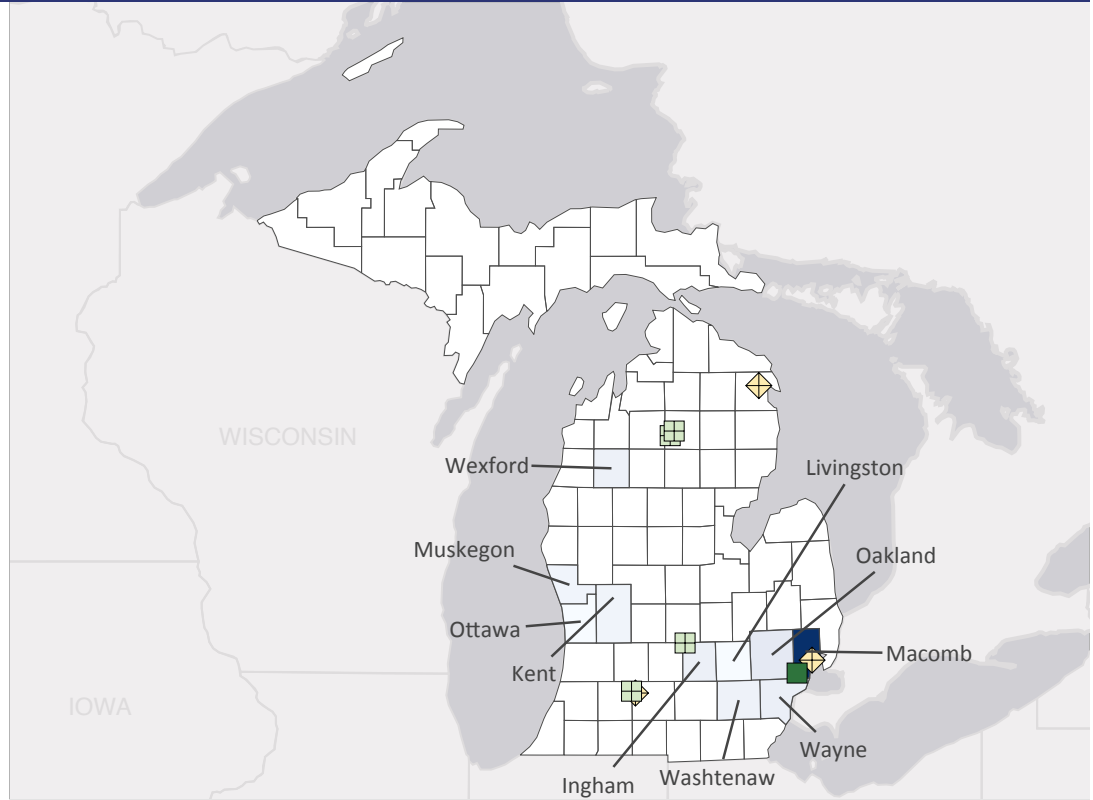 WISCONSIN
Wexford
Livingston
Muskegon
Oakland
Ottawa
Kent
Macomb
IOWA
Wayne
Ingham
Washtenaw